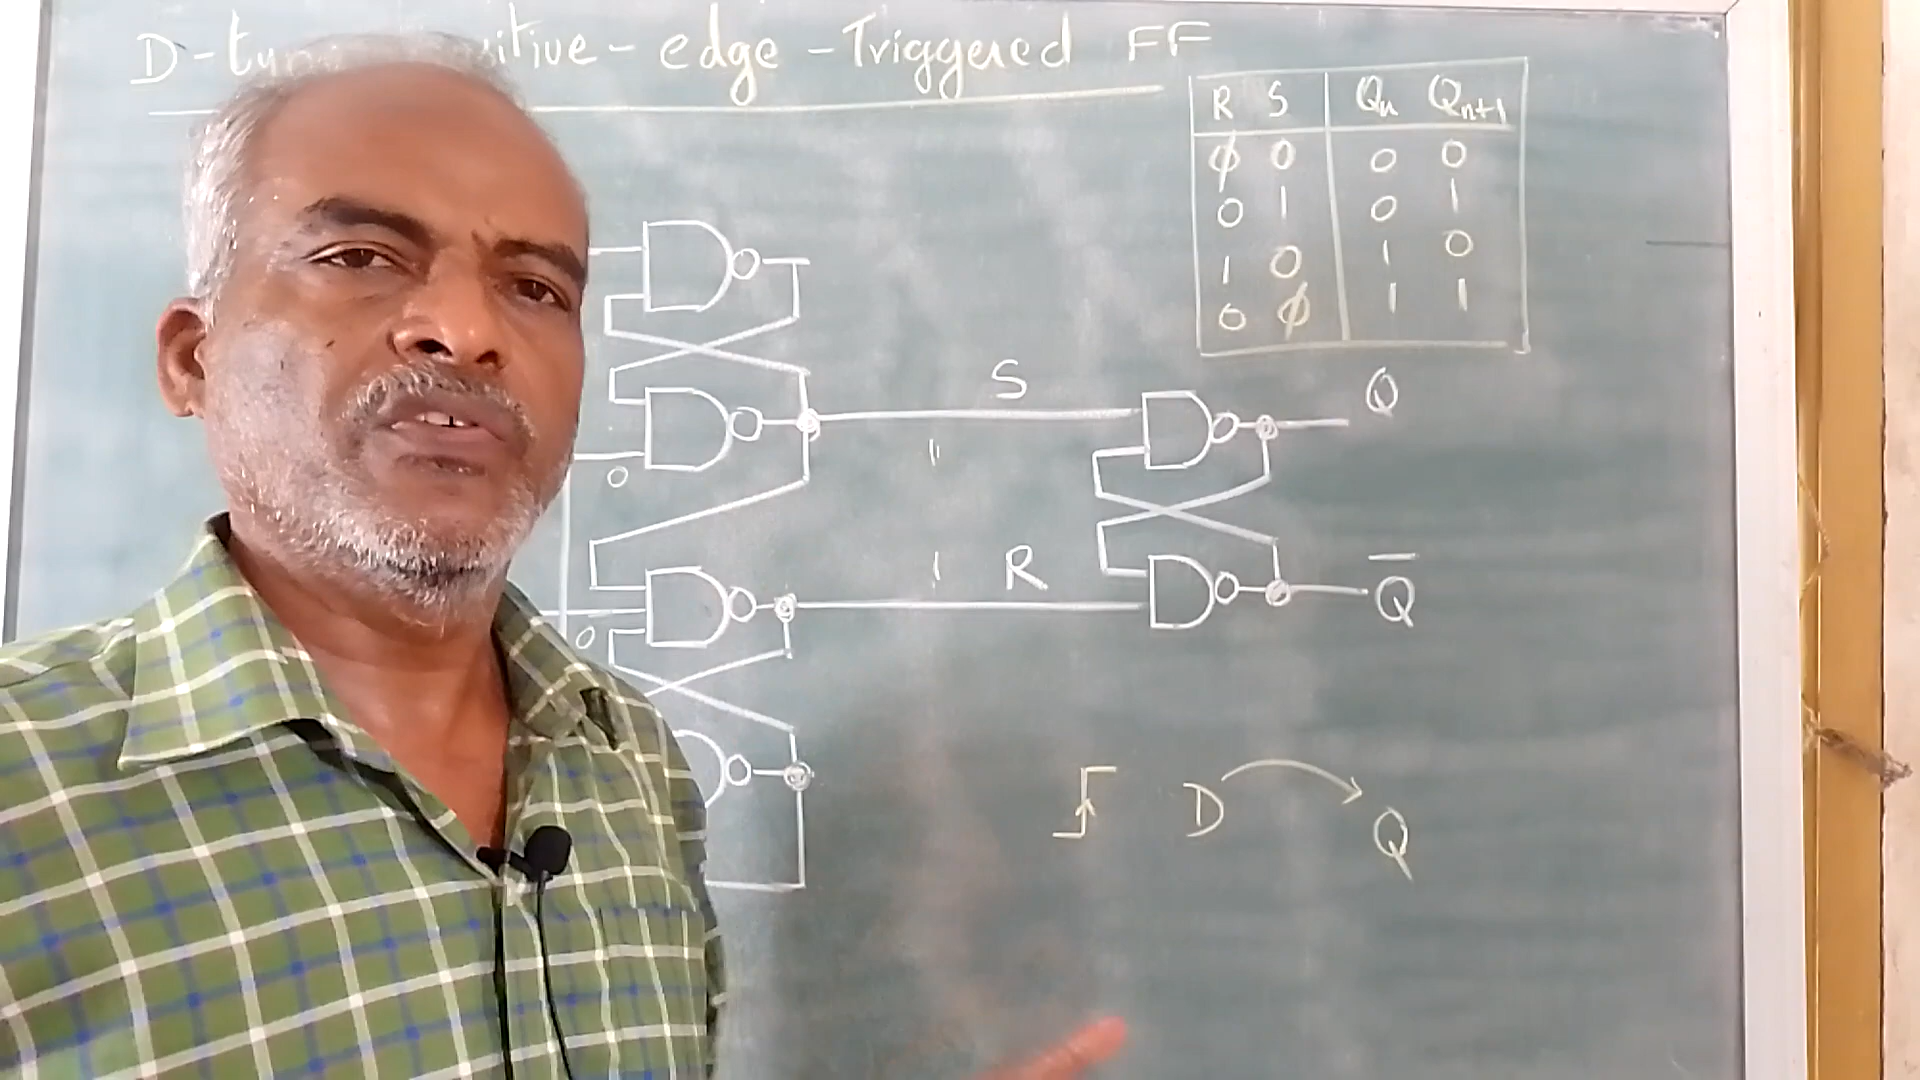 D-ty itive-edge-Triggered FF
R S Qn Qn+1
ϕ 0 0 0
0 1 0 1
1 0 1 0
0 ϕ 1 1
S
Q
0
1
1
R
Q̅
0
D
Q